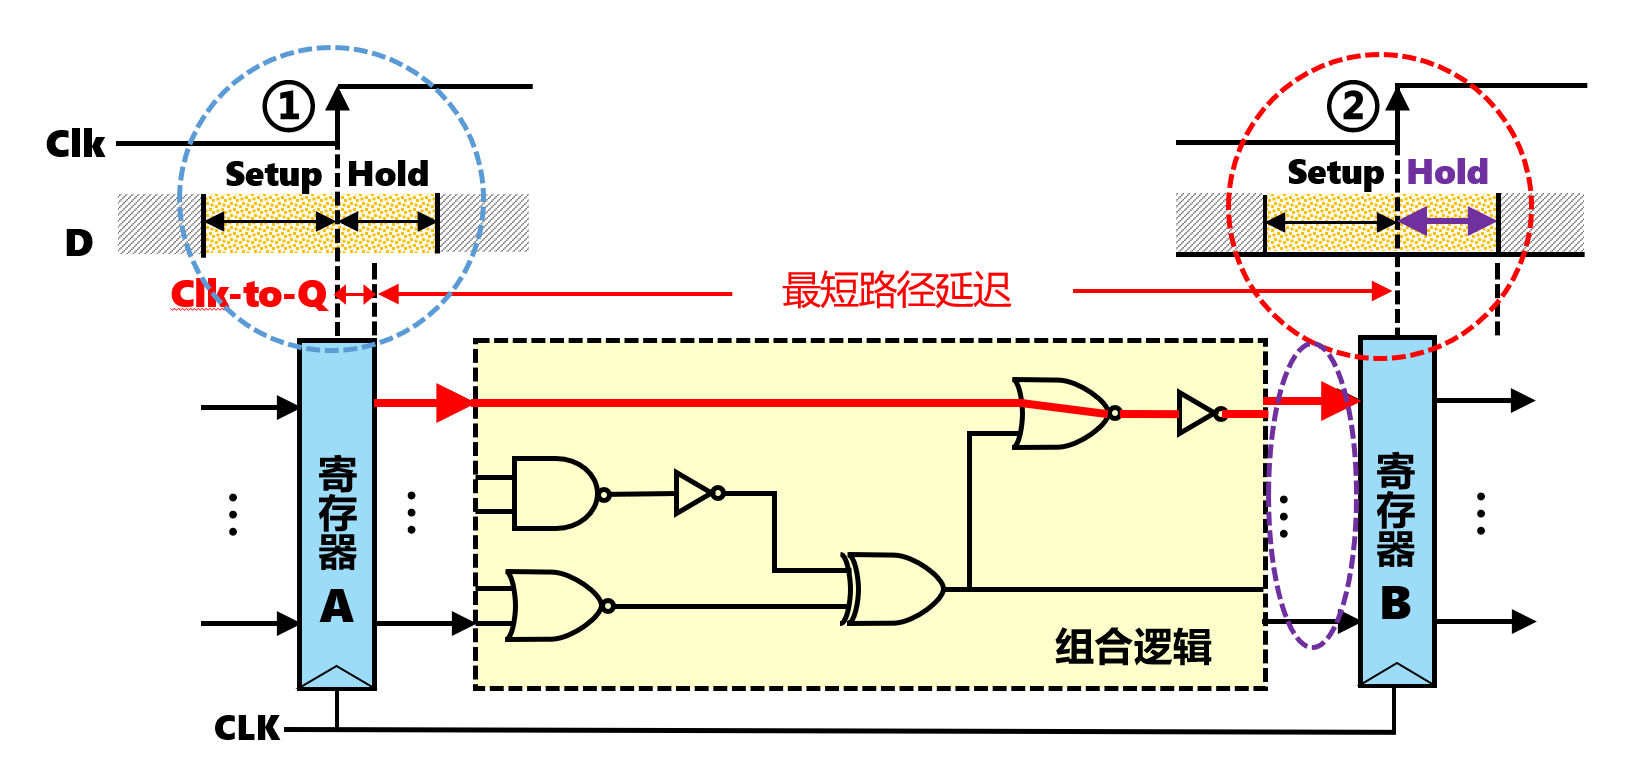 ① ②
Clk
Setup Hold Setup Hold
D
Clk-to-Q 最短路径延迟
寄存器 A
寄存器 B
组合逻辑
CLK